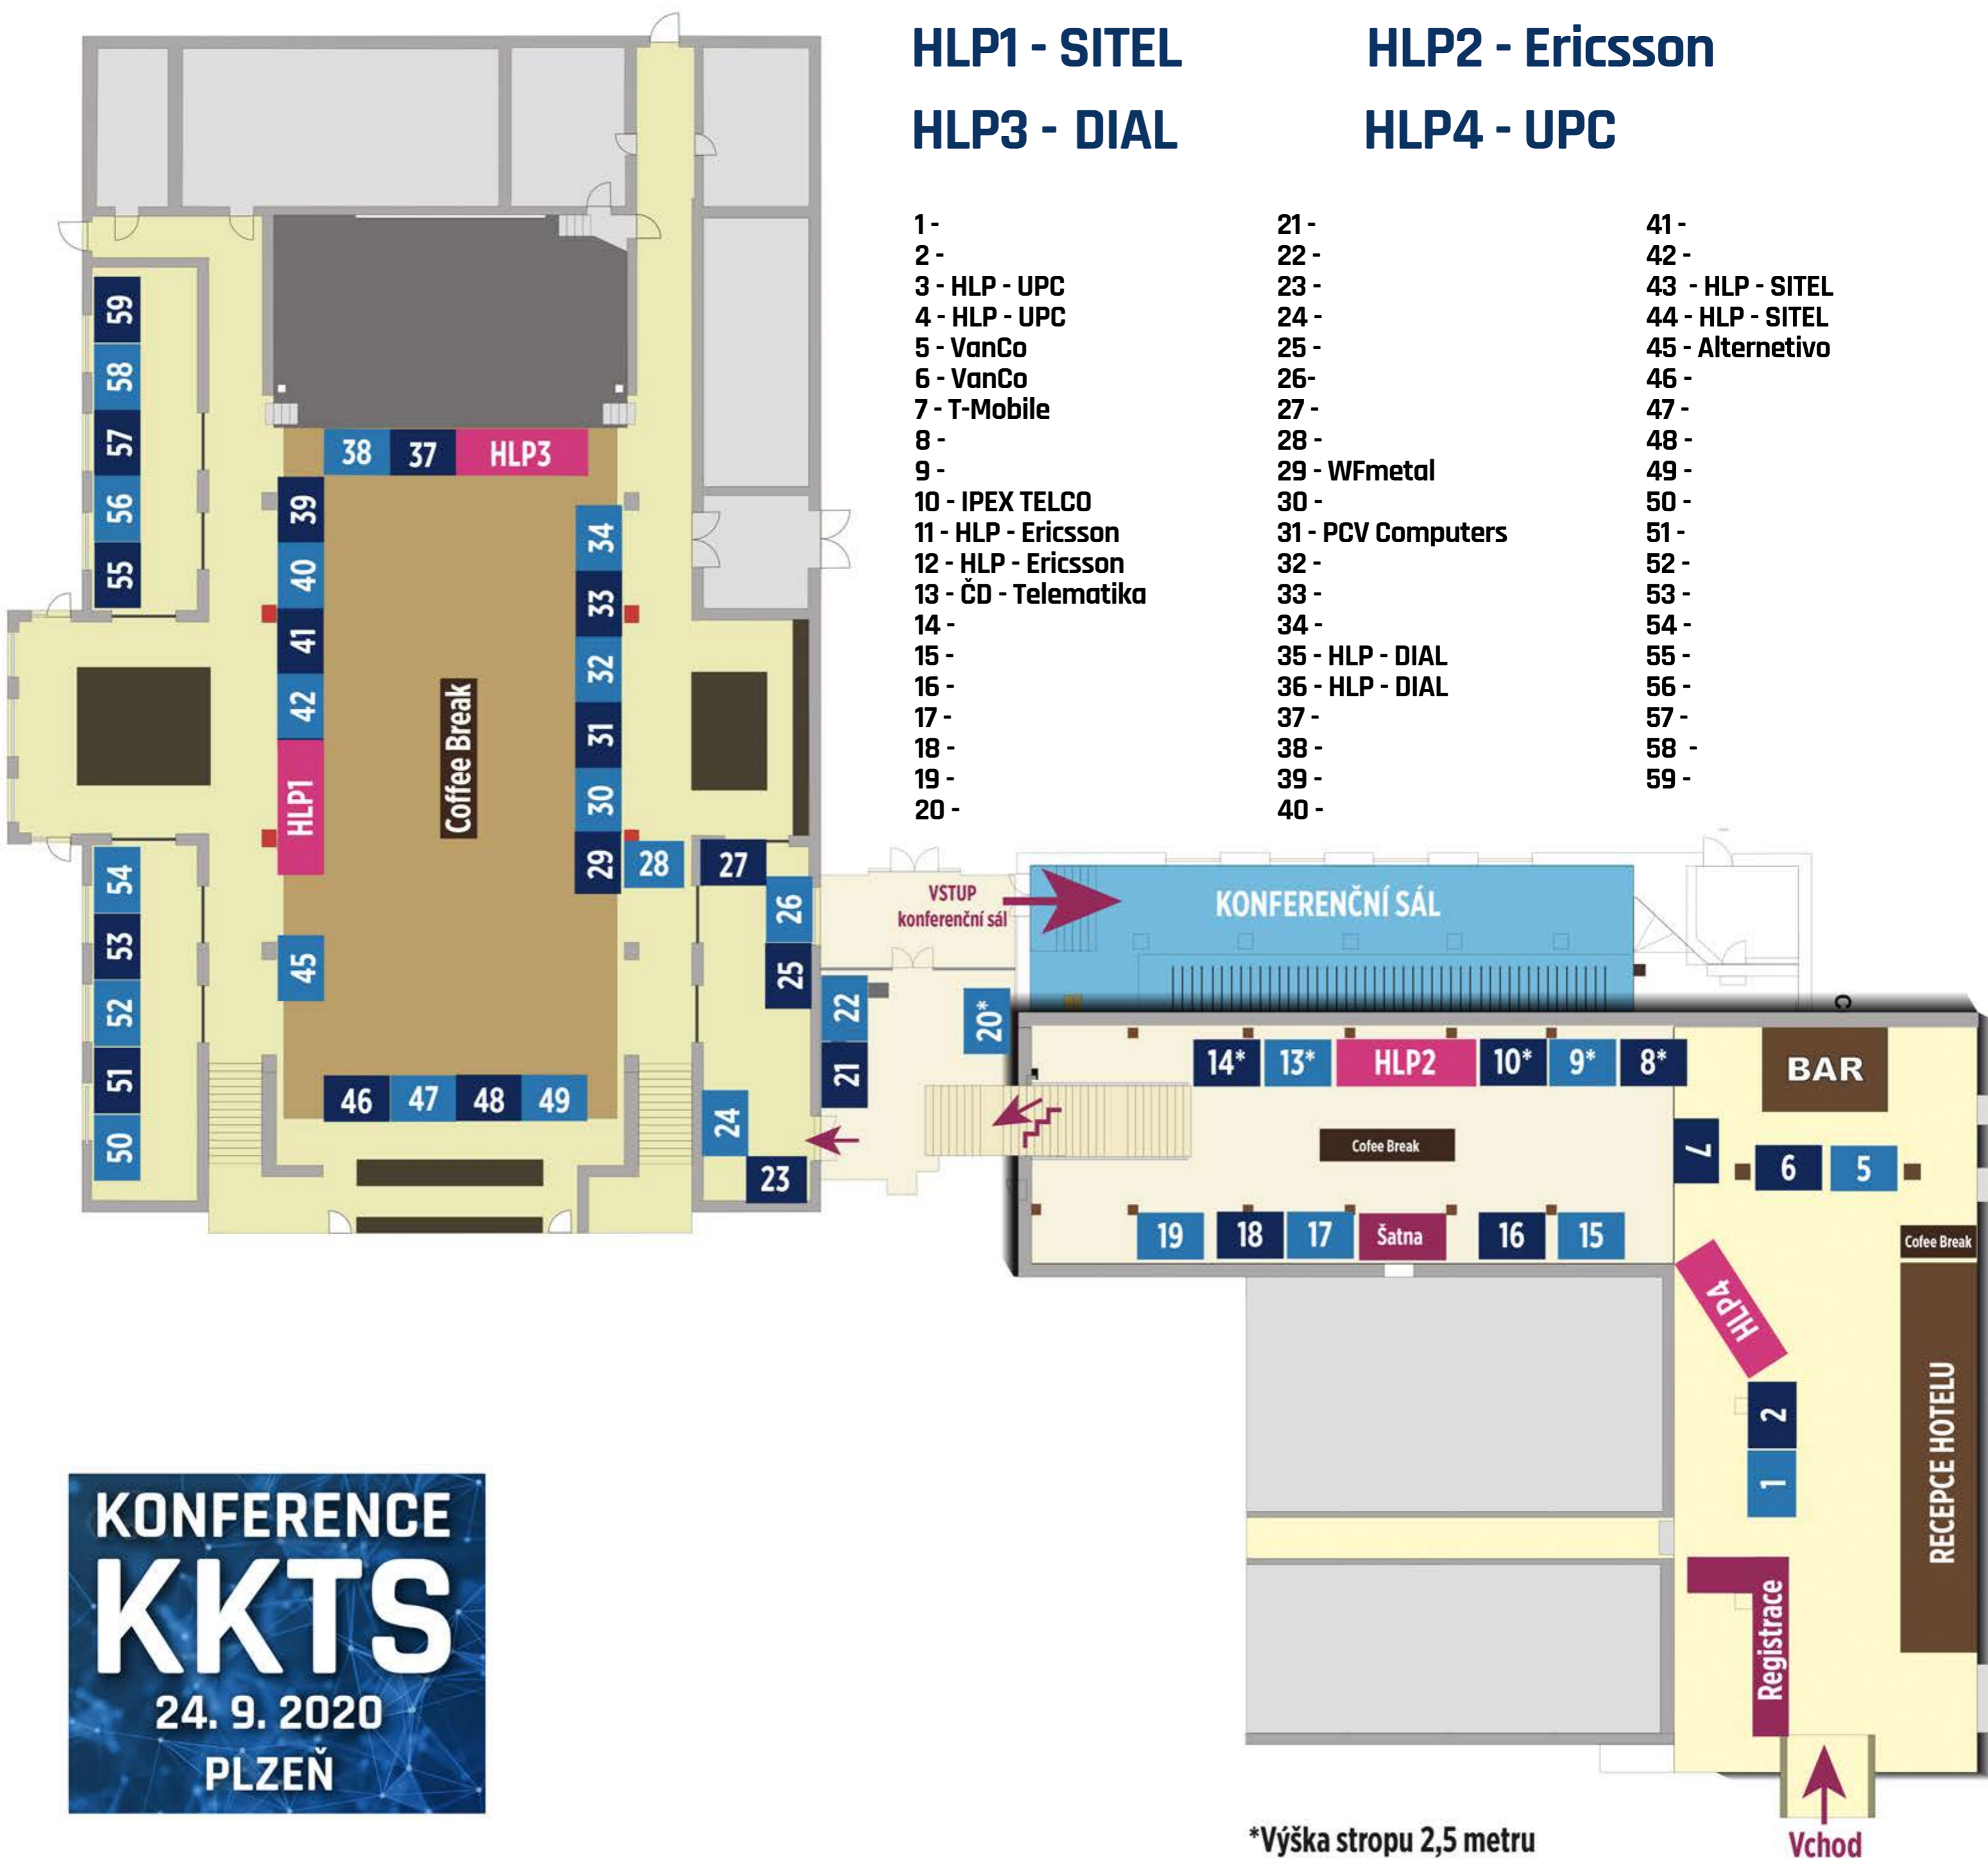 HLP1 - SITEL
HLP2 - Ericsson
HLP3 - DIAL
HLP4 - UPC
1 -
2 -
3 - HLP - UPC
4 - HLP - UPC
5 - VanCo
6 - VanCo
7 - T-Mobile
8 -
9 -
10 - IPEX TELCO
11 - HLP - Ericsson
12 - HLP - Ericsson
13 - ČD - Telematika
14 -
15 -
16 -
17 -
18 -
19 -
20 -
21 -
22 -
23 -
24 -
25 -
26-
27 -
28 -
29 - WFmetal
30 -
31 - PCV Computers
32 -
33 -
34 -
35 - HLP - DIAL
36 - HLP - DIAL
37 -
38 -
39 -
40 -
41 -
42 -
43 - HLP - SITEL
44 - HLP - SITEL
45 - Alternetivo
46 -
47 -
48 -
49 -
50 -
51 -
52 -
53 -
54 -
55 -
56 -
57 -
58 -
59 -
59
58
57
56
55
54
53
52
51
50
38
37
HLP3
39
40
41
42
HLP1
45
Coffee Break
34
33
32
31
30
29
28
27
26
25
46
47
48
49
24
23
22
21
20*
VSTUP
konferenční sál
KONFERENČNÍ SÁL
C
14*
13*
HLP2
10*
9*
8*
BAR
7
6
5
Cofee Break
19
18
17
Šatna
16
15
Cofee Break
HLP4
2
1
RECEPCE HOTELU
Registrace
Vchod
*Výška stropu 2,5 metru
KONFERENCE
KKTS
24. 9. 2020
PLZEŇ